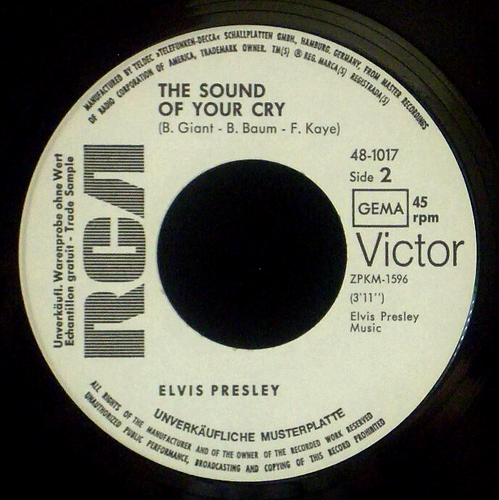 MANUFACTURED BY TELDEC »TELEFUNKEN-DECCA« SCHALLPLATTEN GMBH, HAMBURG, GERMANY, FROM MASTER RECORDINGS
OF RADIO CORPORATION OF AMERICA, TRADEMARK OWNER. TM(S) ® REG. MARCA(S) REGISTRADA(S)
THE SOUND
OF YOUR CRY
(B. Giant - B. Baum - F. Kaye)
48-1017
Side 2
GEMA
45
rpm
Victor
ZPKM-1596
(3'11'')
Elvis Presley
Music
RCA
Unverkäufl. Warenprobe ohne Wert
Echantillon gratuit - Trade Sample
ELVIS PRESLEY
UNVERKÄUFLICHE MUSTERPLATTE
ALL RIGHTS OF THE MANUFACTURER AND OF THE OWNER OF THE RECORDED WORK RESERVED
UNAUTHORIZED PUBLIC PERFORMANCE, BROADCASTING AND COPYING OF THIS RECORD PROHIBITED